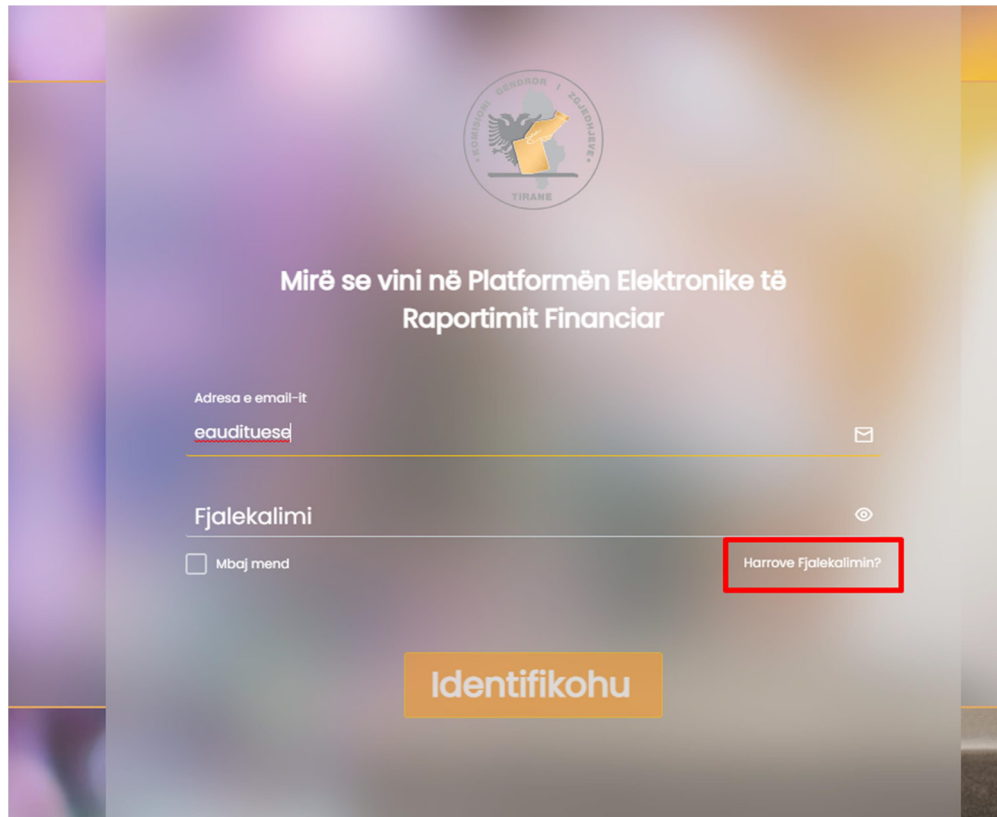 KOMISIONI QENDROR I ZGJEDHJEVE
TIRANE
Mirë se vini në Platformën Elektronike të
Raportimit Financiar
Adresa e email-it
eaudituese
Fjalekalimi
Mbaj mend
Harrove Fjalekalimin?
Identifikohu